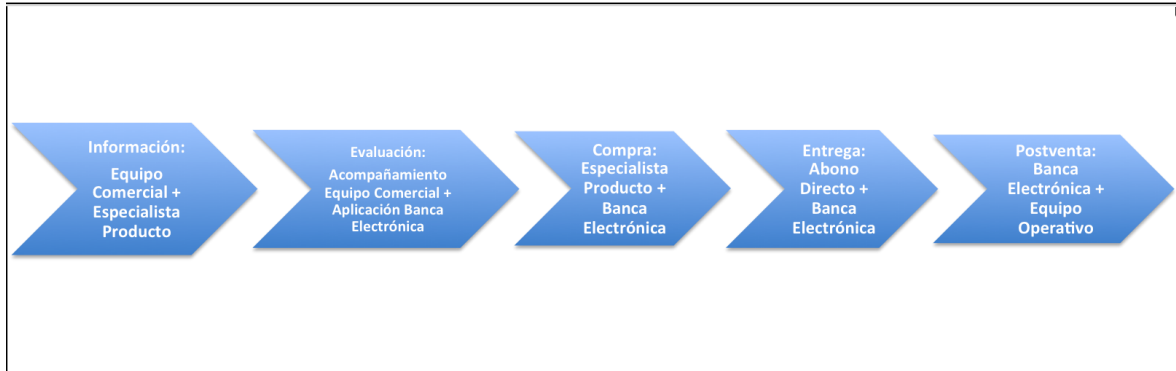 Información:
Equipo
Comercial +
Especialista
Producto
Evaluación:
Acompañamiento
Equipo Comercial +
Aplicación Banca
Electrónica
Compra:
Especialista
Producto +
Banca
Electrónica
Entrega:
Abono
Directo +
Banca
Electrónica
Postventa:
Banca
Electrónica +
Equipo
Operativo